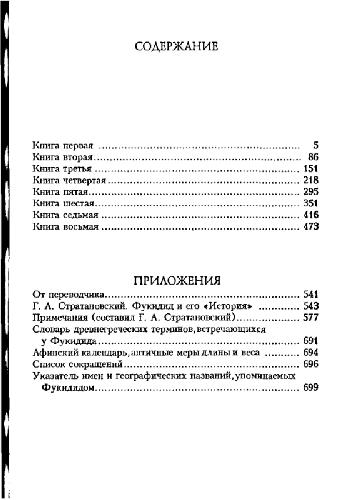 СОДЕРЖАНИЕ
Книга первая ........ 5
Книга вторая ........ 86
Книга третья ........ 151
Книга четвертая ........ 218
Книга пятая ........ 295
Книга шестая ........ 351
Книга седьмая ........ 416
Книга восьмая ........ 473
ПРИЛОЖЕНИЯ
От переводчика ........ 541
Г. А. Стратановский. Фукидид и его «История» ........ 543
Примечания (составил Г. А. Стратановский) ........ 577
Словарь древнегреческих терминов, встречающихся
у Фукидида ........ 691
Афинский календарь, античные меры длины и веса ........ 694
Список сокращений ........ 696
Указатель имен и географических названий, упоминаемых
Фукидидом ........ 699